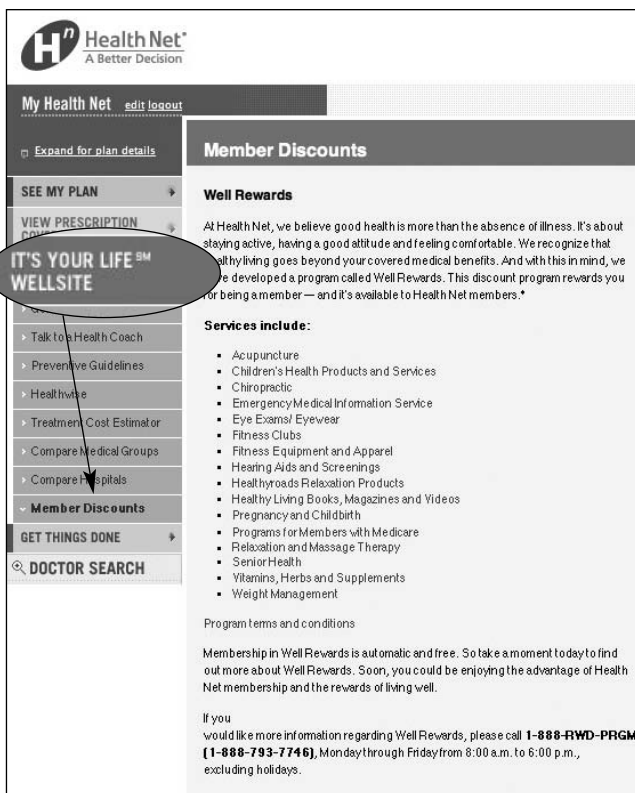 Hn Health Net®
A Better Decision
My Health Net edit logout
Expand for plan details
SEE MY PLAN
VIEW PRESCRIPTION
IT'S YOUR LIFE℠
WELLSITE
Talk to a Health Coach
Preventive Guidelines
Healthwise
Treatment Cost Estimator
Compare Medical Groups
Compare Hospitals
Member Discounts
GET THINGS DONE
DOCTOR SEARCH
Member Discounts
Well Rewards
At Health Net, we believe good health is more than the absence of illness. It's about
staying active, having a good attitude and feeling comfortable. We recognize that
healthy living goes beyond your covered medical benefits. And with this in mind, we
have developed a program called Well Rewards. This discount program rewards you
for being a member — and it's available to Health Net members.*
Services include:
▪ Acupuncture
▪ Children's Health Products and Services
▪ Chiropractic
▪ Emergency Medical Information Service
▪ Eye Exams/ Eyewear
▪ Fitness Clubs
▪ Fitness Equipment and Apparel
▪ Hearing Aids and Screenings
▪ Healthyroads Relaxation Products
▪ Healthy Living Books, Magazines and Videos
▪ Pregnancy and Childbirth
▪ Programs for Members with Medicare
▪ Relaxation and Massage Therapy
▪ Senior Health
▪ Vitamins, Herbs and Supplements
▪ Weight Management
Program terms and conditions
Membership in Well Rewards is automatic and free. So take a moment today to find
out more about Well Rewards. Soon, you could be enjoying the advantage of Health
Net membership and the rewards of living well.
If you
would like more information regarding Well Rewards, please call 1-888-RWD-PRGM
(1-888-793-7746), Monday through Friday from 8:00 a.m. to 6:00 p.m.,
excluding holidays.